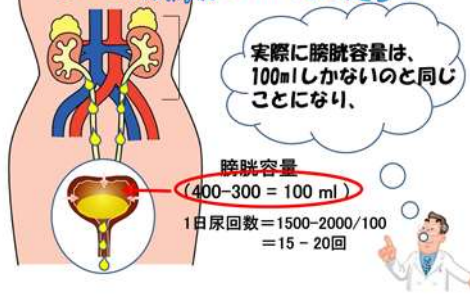 実際に膀胱容量は、
100mlしかないのと同じ
ことになり、
膀胱容量
(400-300 = 100 ml )
1日尿回数＝1500-2000/100
＝15 - 20回